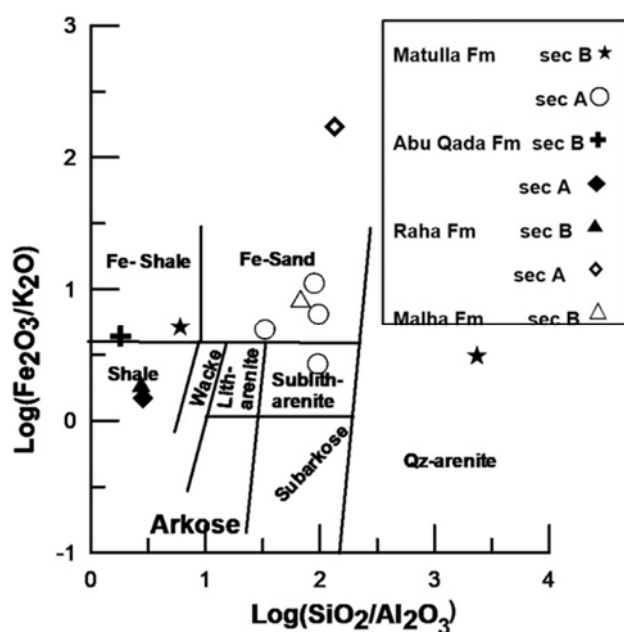 3
2
1
0
-1
0
1
2
3
4
Log(Fe₂O₃/K₂O)
Log(SiO₂/Al₂O₃)
Fe- Shale
Fe-Sand
Shale
Wacke
Lith-
arenite
Sublith-
arenite
Subarkose
Arkose
Qz-arenite
Matulla Fm sec B
sec A
Abu Qada Fm sec B
sec A
Raha Fm sec B
sec A
Malha Fm sec B